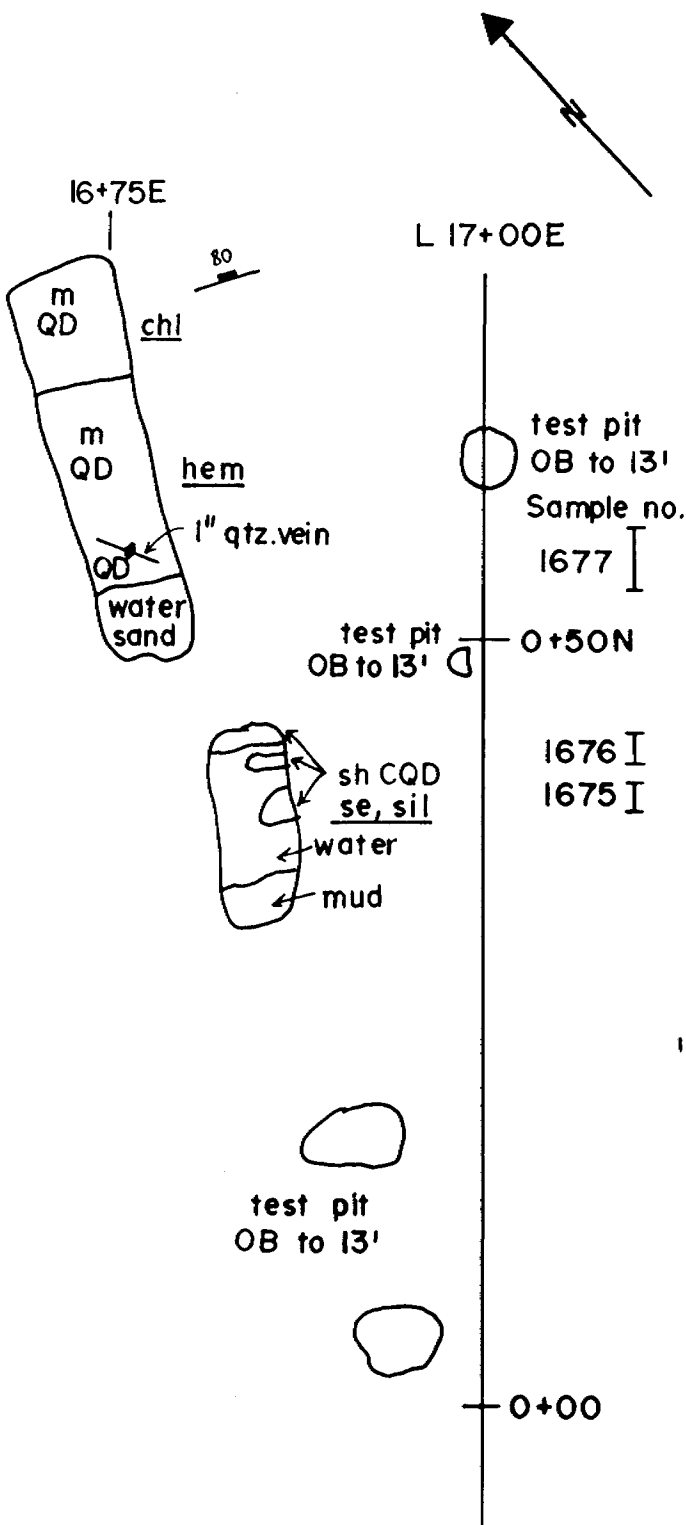 N
16+75E
L 17+00E
80
m
QD
chl
m
QD
hem
1" qtz.vein
QD
water
sand
test pit
OB to 13'
Sample no.
1677
test pit
OB to 13'
0+50N
1676
1675
sh CQD
se, sil
water
mud
test pit
OB to 13'
0+00